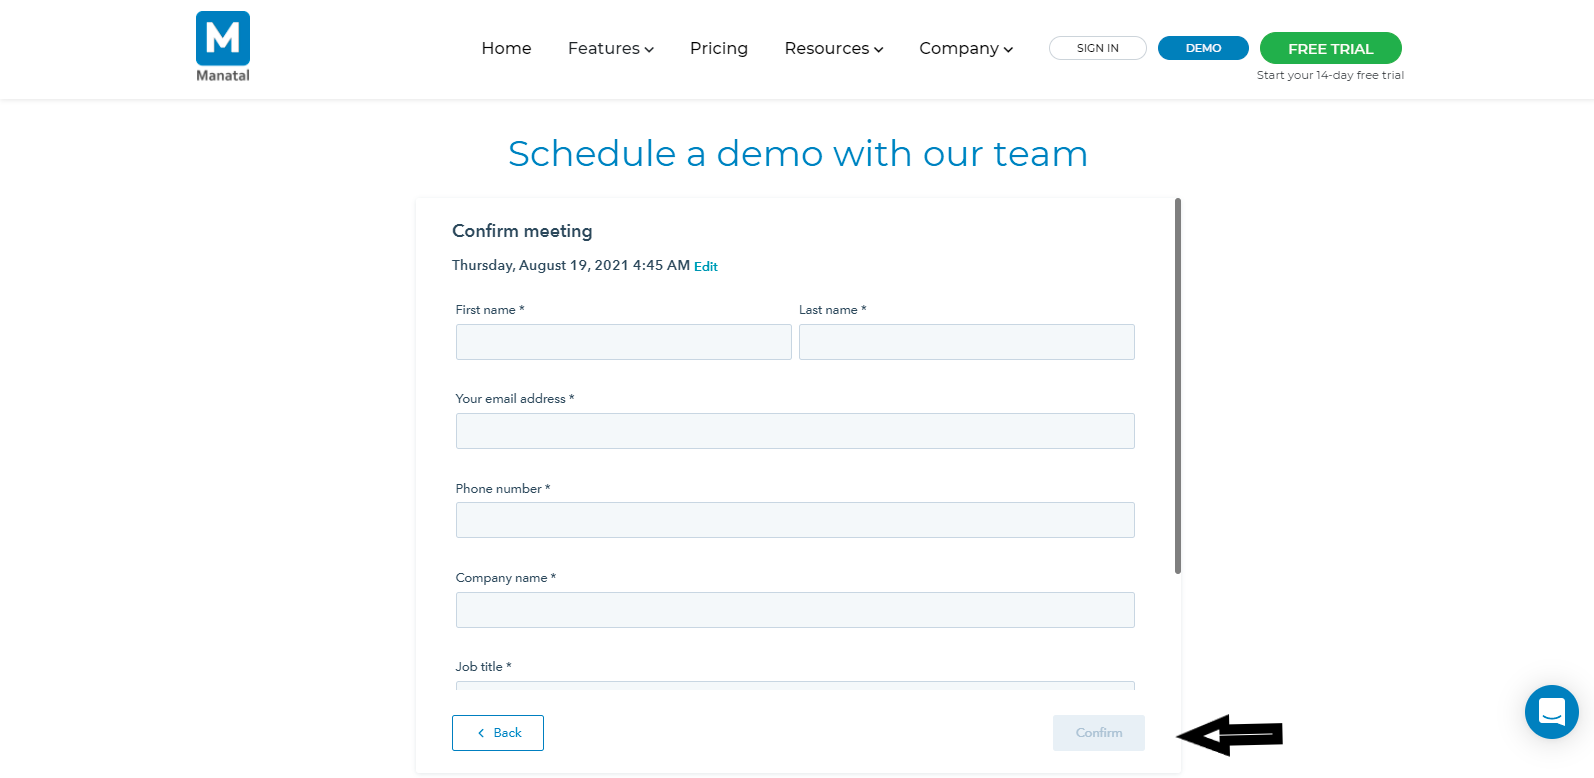 M
Manatal
Home Features Pricing Resources Company SIGN IN DEMO FREE TRIAL
Start your 14-day free trial
Schedule a demo with our team
Confirm meeting
Thursday, August 19, 2021 4:45 AM Edit
First name * Last name *
Your email address *
Phone number *
Company name *
Job title *
Back Confirm